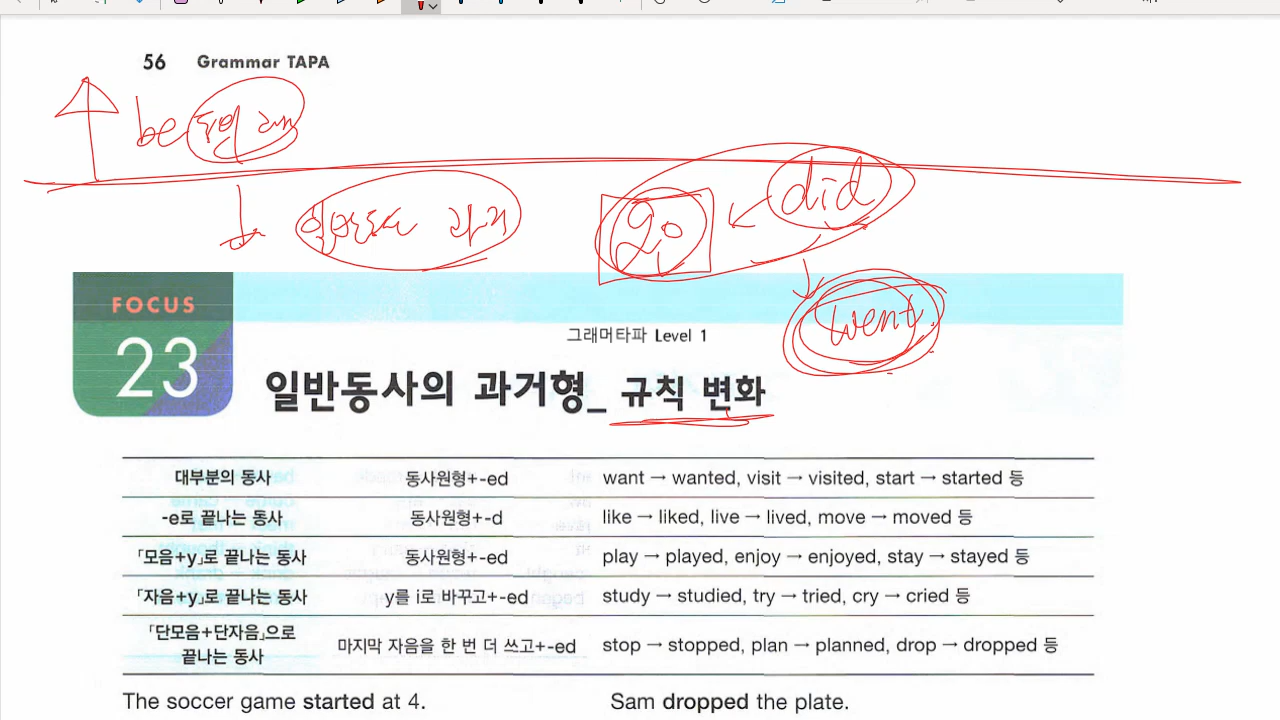 56 Grammar TAPA
be동사 과거
일반동사 과거
go
did
went
FOCUS
23
그래머타파 Level 1
일반동사의 과거형_ 규칙 변화
대부분의 동사 동사원형+-ed want → wanted, visit → visited, start → started 등
-e로 끝나는 동사 동사원형+-d like → liked, live → lived, move → moved 등
「모음+y」로 끝나는 동사 동사원형+-ed play → played, enjoy → enjoyed, stay → stayed 등
「자음+y」로 끝나는 동사 y를 i로 바꾸고+-ed study → studied, try → tried, cry → cried 등
「단모음+단자음」으로
끝나는 동사 마지막 자음을 한 번 더 쓰고+-ed stop → stopped, plan → planned, drop → dropped 등
The soccer game started at 4. Sam dropped the plate.